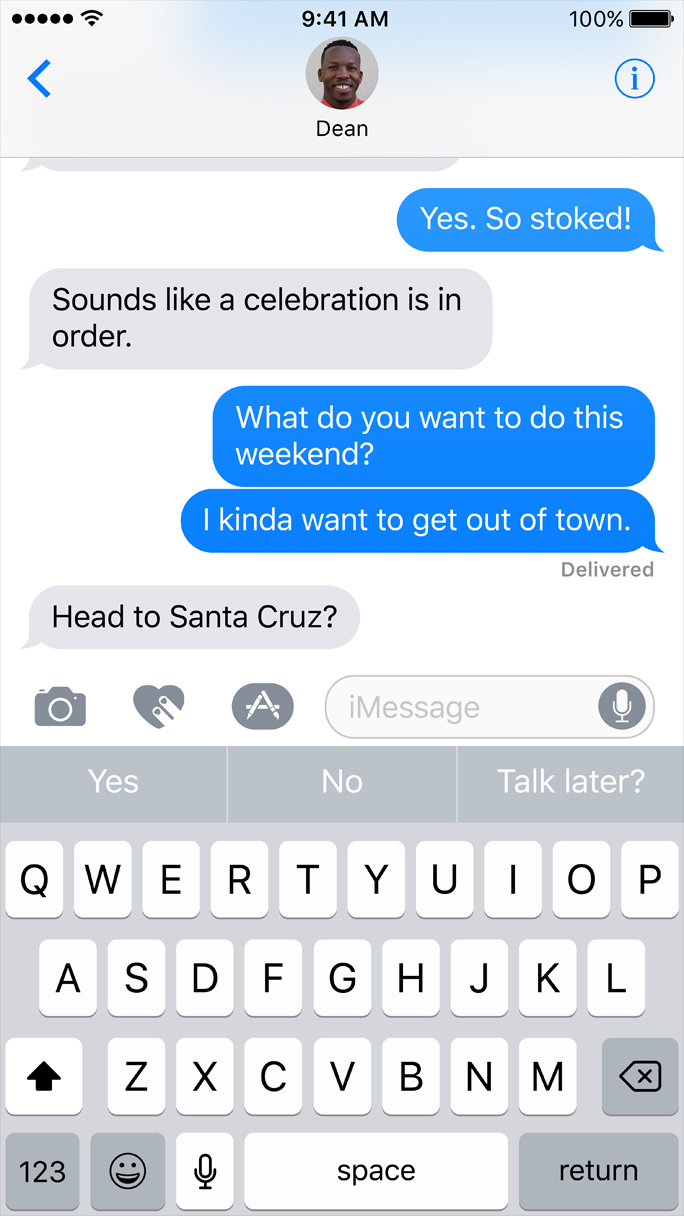 9:41 AM
100%
Dean
Yes. So stoked!
Sounds like a celebration is in
order.
What do you want to do this
weekend?
I kinda want to get out of town.
Delivered
Head to Santa Cruz?
iMessage
Yes No Talk later?
Q W E R T Y U I O P
A S D F G H J K L
Z X C V B N M
123 space return